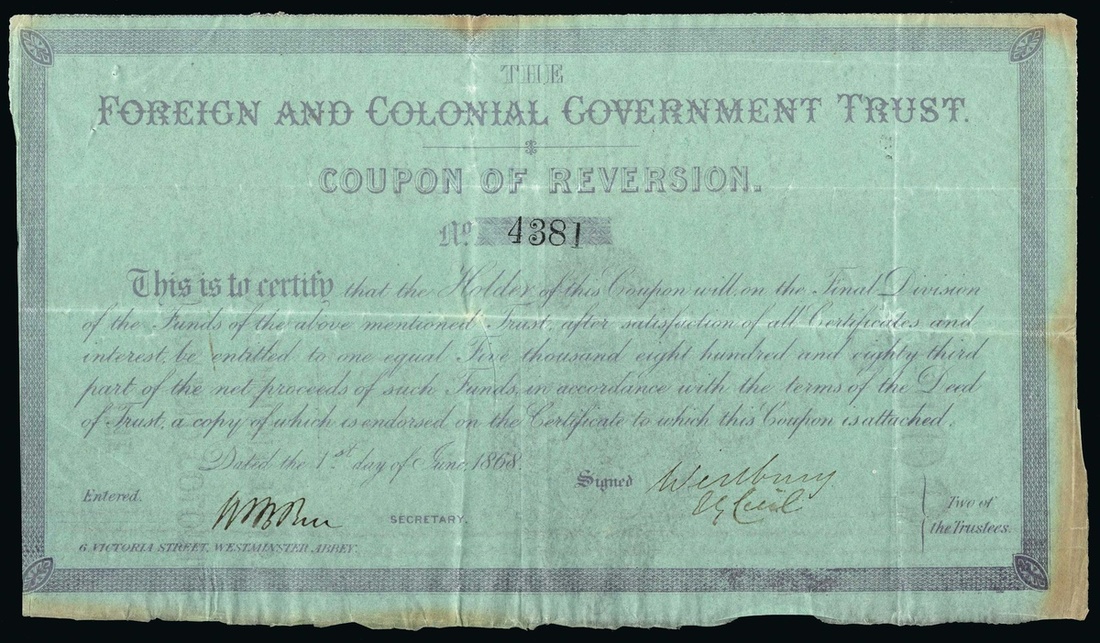 THE
FOREIGN AND COLONIAL GOVERNMENT TRUST.
COUPON OF REVERSION.
No. 4381
This is to certify that the Holder of this Coupon will, on the Final Division
of the Funds of the above mentioned Trust, after satisfaction of all Certificates and
interest, be entitled to one equal Five thousand eight hundred and eighty third
part of the net proceeds of such Funds, in accordance with the terms of the Deed
of Trust, a copy of which is endorsed on the Certificate to which this Coupon is attached.
Dated the 1st day of June, 1868.
Signed Westbury
E Cecil
Entered.
SECRETARY.
Two of
the Trustees.
6, VICTORIA STREET, WESTMINSTER ABBEY.